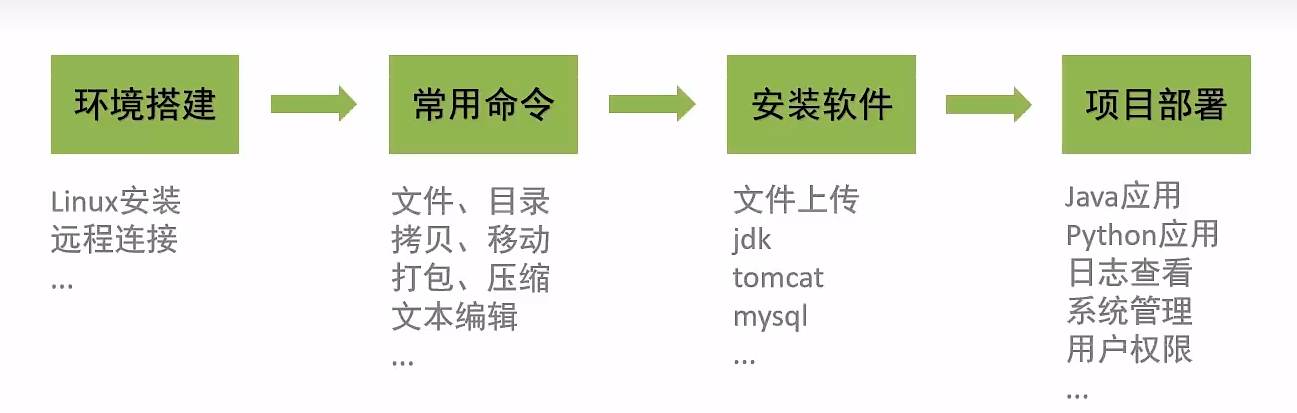 环境搭建
Linux安装
远程连接
...
常用命令
文件、目录
拷贝、移动
打包、压缩
文本编辑
...
安装软件
文件上传
jdk
tomcat
mysql
...
项目部署
Java应用
Python应用
日志查看
系统管理
用户权限
...